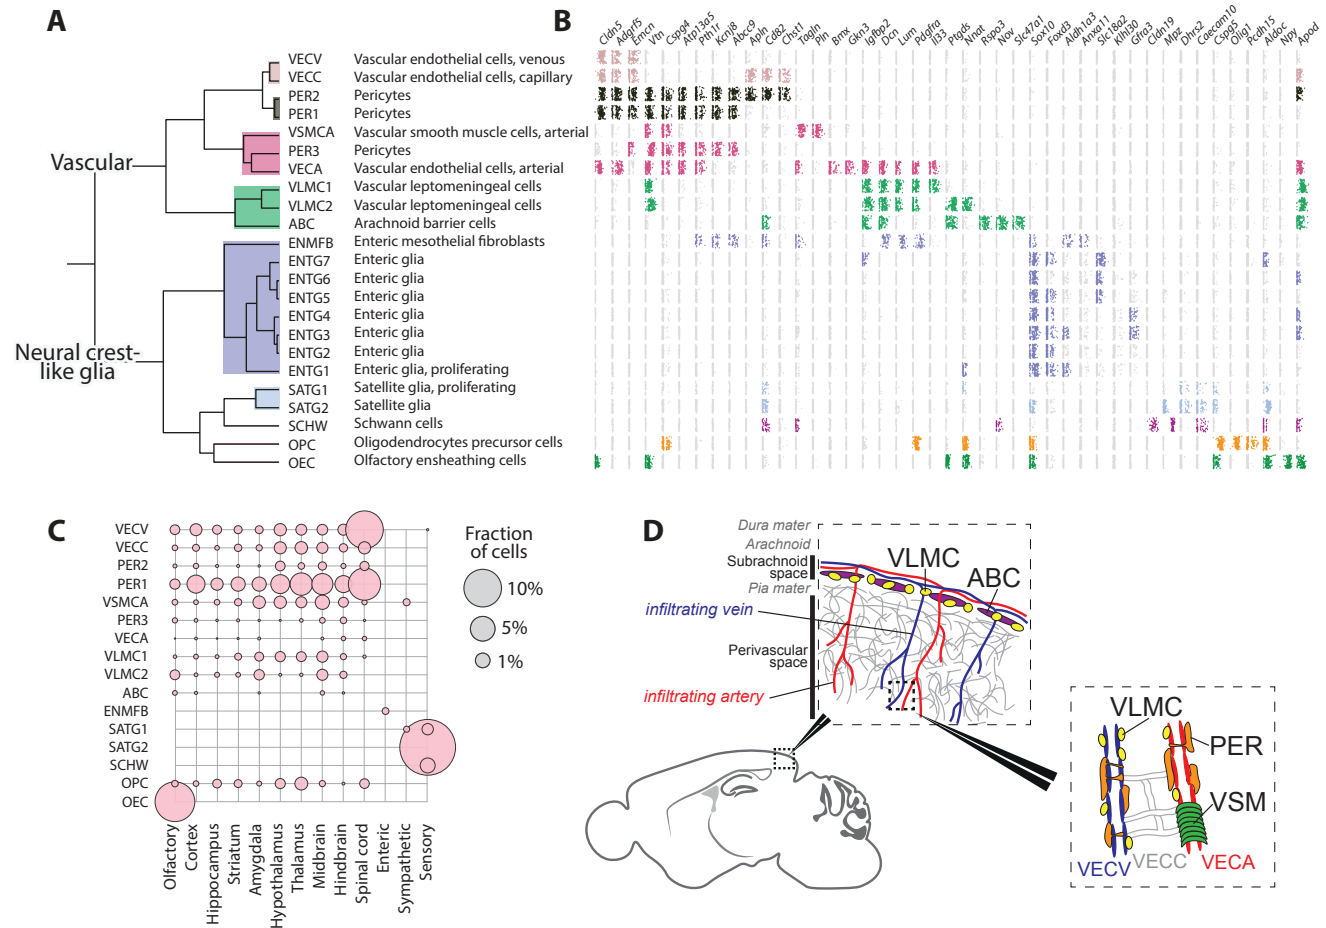 A
B
Cldn5 Adgrf5 Emcn Vtn Cspg4 Atp13a5 Pth1r Kcnj8 Abcc9 Apln Cd82 Chst1 Tagln Pln Bmx Gkn3 Igfbp2 Dcn Lum Pdgfra Il33 Ptgds Nnat Rspo3 Nov Slc47a1 Sox10 Foxd3 Aldh1a3 Anxa11 Slc18a2 Klhl30 Gfra3 Cldn19 Mpz Dhrs2 Caecam10 Cspg5 Olig1 Pcdh15 Aldoc Npy Apod
Vascular
Neural crest-
like glia
VECV Vascular endothelial cells, venous
VECC Vascular endothelial cells, capillary
PER2 Pericytes
PER1 Pericytes
VSMCA Vascular smooth muscle cells, arterial
PER3 Pericytes
VECA Vascular endothelial cells, arterial
VLMC1 Vascular leptomeningeal cells
VLMC2 Vascular leptomeningeal cells
ABC Arachnoid barrier cells
ENMFB Enteric mesothelial fibroblasts
ENTG7 Enteric glia
ENTG6 Enteric glia
ENTG5 Enteric glia
ENTG4 Enteric glia
ENTG3 Enteric glia
ENTG2 Enteric glia
ENTG1 Enteric glia, proliferating
SATG1 Satellite glia, proliferating
SATG2 Satellite glia
SCHW Schwann cells
OPC Oligodendrocytes precursor cells
OEC Olfactory ensheathing cells
C
VECV
VECC
PER2
PER1
VSMCA
PER3
VECA
VLMC1
VLMC2
ABC
ENMFB
SATG1
SATG2
SCHW
OPC
OEC
Olfactory
Cortex
Hippocampus
Striatum
Amygdala
Hypothalamus
Thalamus
Midbrain
Hindbrain
Spinal cord
Enteric
Sympathetic
Sensory
Fraction
of cells
10%
5%
1%
D
Dura mater
Arachnoid
Subrachnoid
space
Pia mater
infiltrating vein
Perivascular
space
infiltrating artery
VLMC
ABC
VLMC
PER
VSM
VECV
VECC
VECA